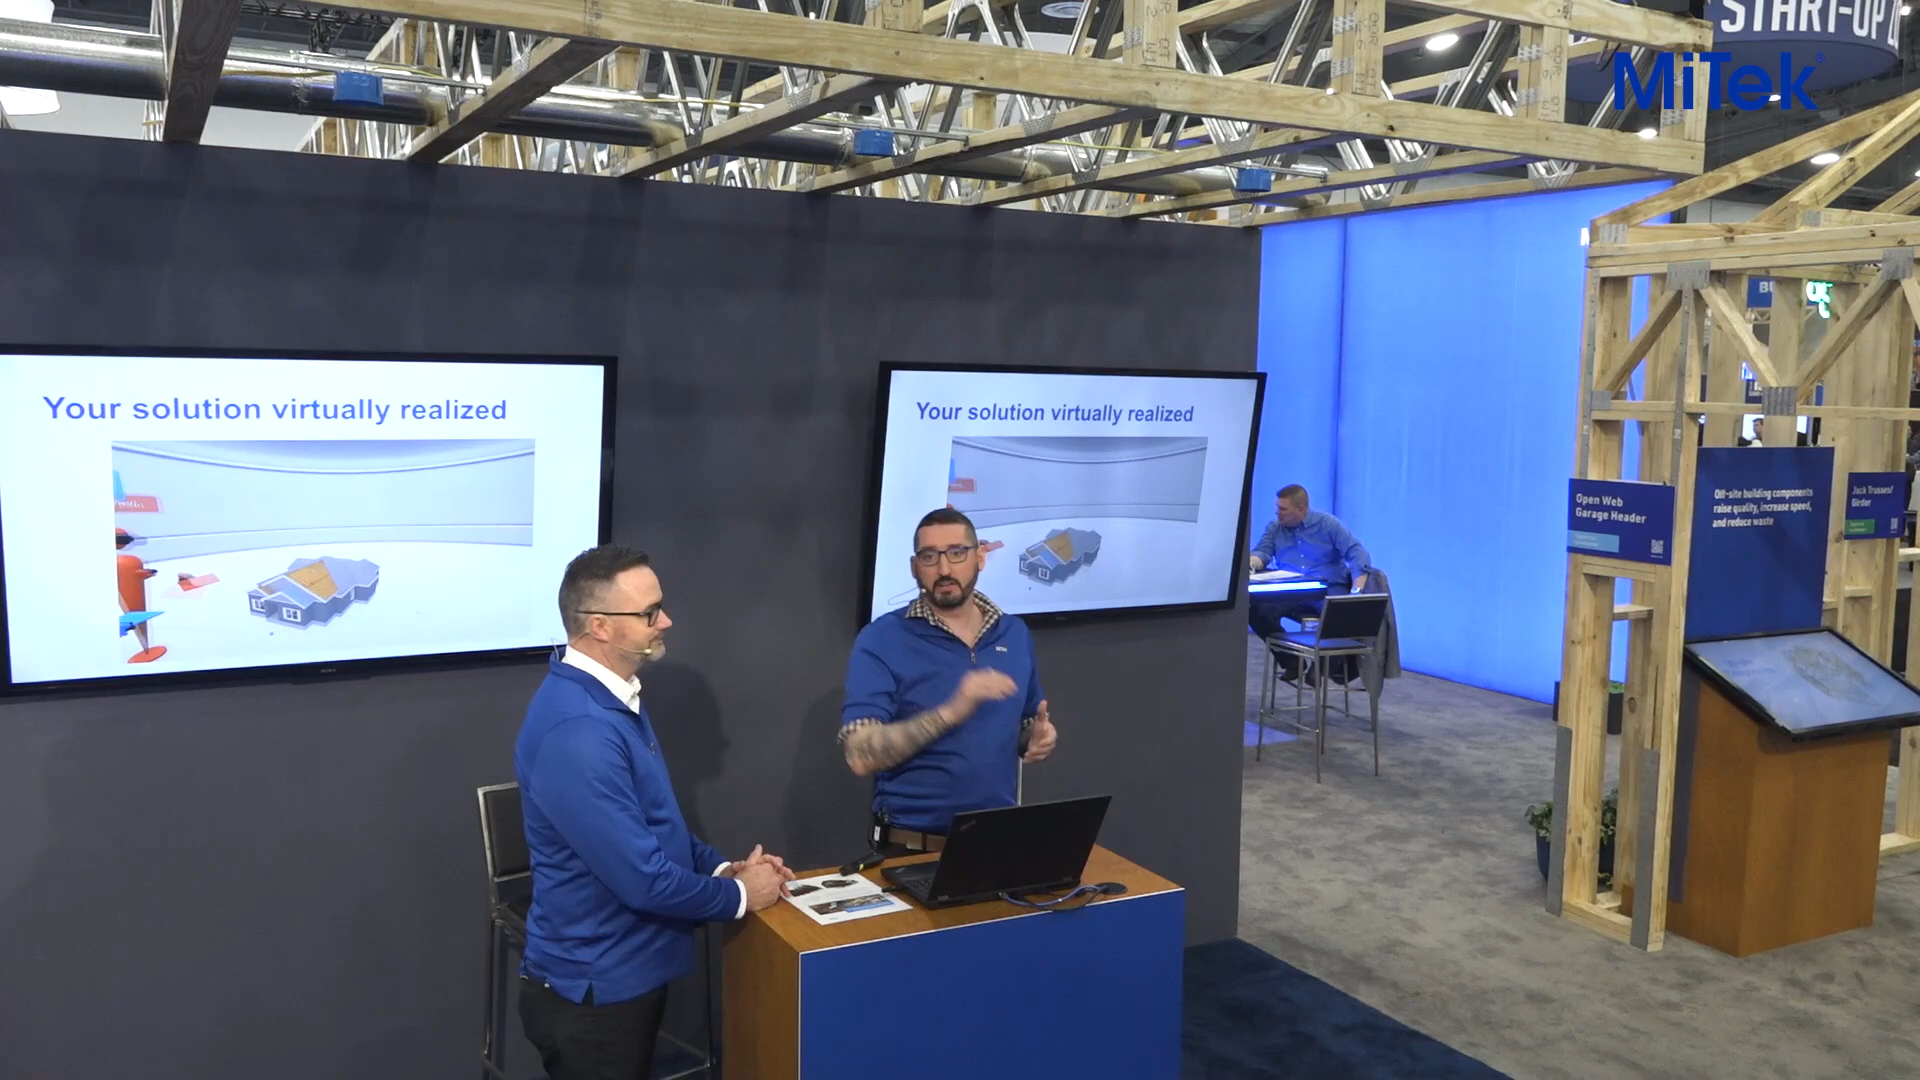 START-UP
MiTek®
Your solution virtually realized
Your solution virtually realized
Open Web
Garage Header
Off-site building components
raise quality, increase speed,
and reduce waste
Jack Trusses/
Girder